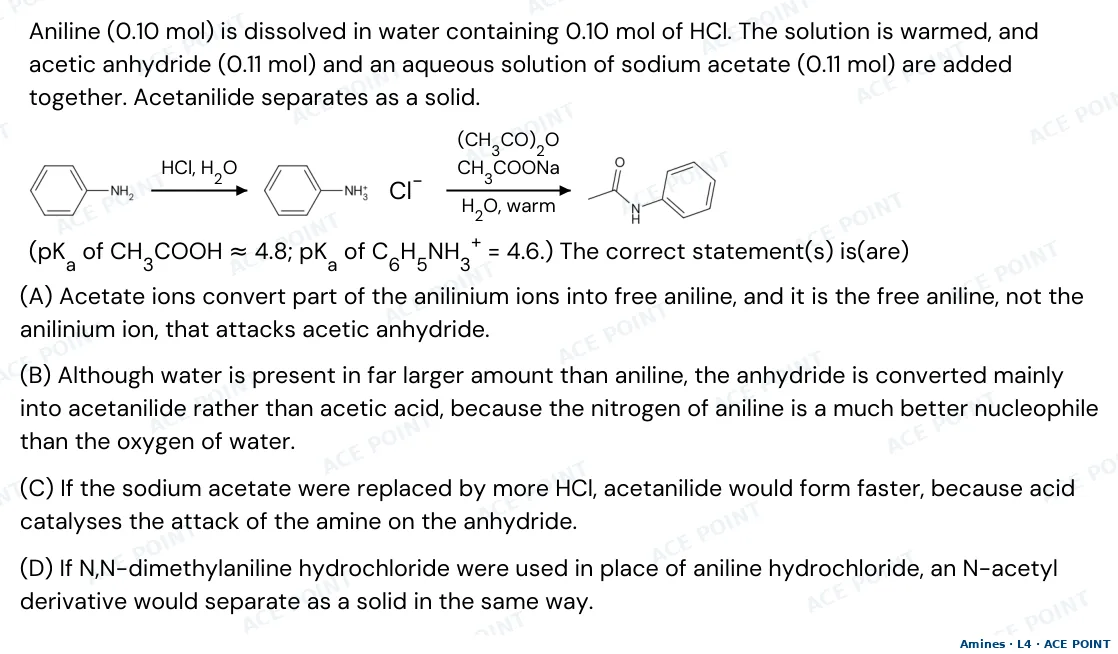 Aniline (0.10 mol) is dissolved in water containing 0.10 mol of HCl. The solution is warmed, and
acetic anhydride (0.11 mol) and an aqueous solution of sodium acetate (0.11 mol) are added
together. Acetanilide separates as a solid.
HCl, H₂O
(CH₃CO)₂O
CH₃COONa
H₂O, warm
NH₂
NH₃⁺ Cl⁻
O
N
H
(pKₐ of CH₃COOH ≈ 4.8; pKₐ of C₆H₅NH₃⁺ = 4.6.) The correct statement(s) is(are)
(A) Acetate ions convert part of the anilinium ions into free aniline, and it is the free aniline, not the
anilinium ion, that attacks acetic anhydride.
(B) Although water is present in far larger amount than aniline, the anhydride is converted mainly
into acetanilide rather than acetic acid, because the nitrogen of aniline is a much better nucleophile
than the oxygen of water.
(C) If the sodium acetate were replaced by more HCl, acetanilide would form faster, because acid
catalyses the attack of the amine on the anhydride.
(D) If N,N-dimethylaniline hydrochloride were used in place of aniline hydrochloride, an N-acetyl
derivative would separate as a solid in the same way.
Amines · L4 · ACE POINT